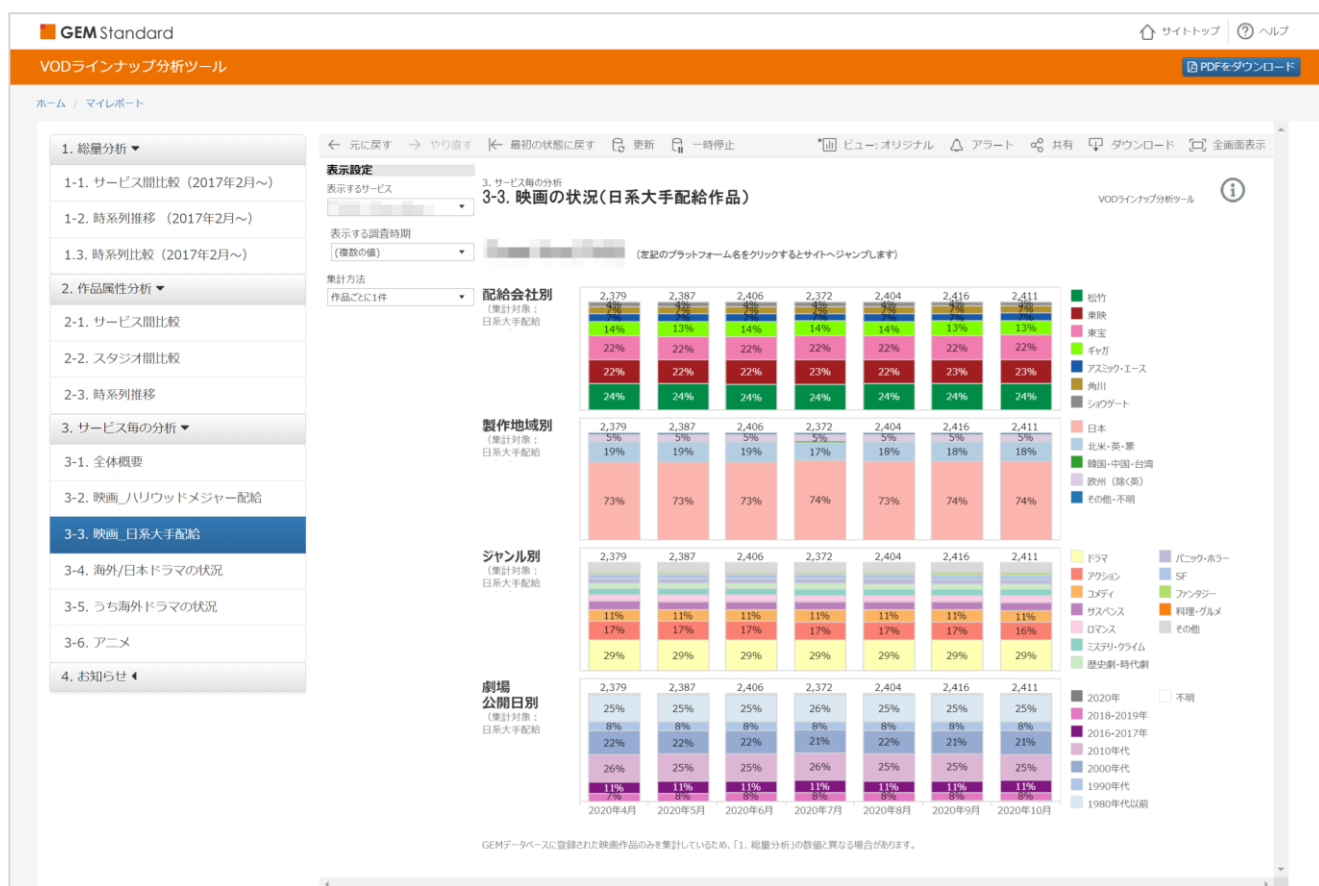 GEM Standard
サイトトップ
ヘルプ
VODラインナップ分析ツール
PDFをダウンロード
ホーム / マイレポート
1. 総量分析
1-1. サービス間比較（2017年2月～）
1-2. 時系列推移 （2017年2月～）
1.3. 時系列比較（2017年2月～）
2. 作品属性分析
2-1. サービス間比較
2-2. スタジオ間比較
2-3. 時系列推移
3. サービス毎の分析
3-1. 全体概要
3-2. 映画_ハリウッドメジャー配給
3-3. 映画_日系大手配給
3-4. 海外/日本ドラマの状況
3-5. うち海外ドラマの状況
3-6. アニメ
4. お知らせ
元に戻す やり直す 最初の状態に戻す 更新 一時停止 ビュー: オリジナル アラート 共有 ダウンロード 全画面表示
表示設定
表示するサービス
表示する調査時期
(複数の値)
集計方法
作品ごとに1件
3. サービス毎の分析
3-3. 映画の状況(日系大手配給作品)
VODラインナップ分析ツール
(左記のプラットフォーム名をクリックするとサイトへジャンプします)
配給会社別
(集計対象：
日系大手配給
2,379 2,387 2,406 2,372 2,404 2,416 2,411
4% 4% 4% 4% 4% 4% 4%
7% 7% 7% 7% 7% 7% 7%
7% 7% 7% 7% 7% 7% 7%
14% 13% 14% 14% 14% 13% 13%
22% 22% 22% 22% 22% 22% 22%
22% 22% 22% 23% 22% 23% 23%
24% 24% 24% 24% 24% 24% 24%
松竹
東映
東宝
ギャガ
アスミック・エース
角川
ショウゲート
製作地域別
(集計対象：
日系大手配給
2,379 2,387 2,406 2,372 2,404 2,416 2,411
5% 5% 5% 5% 5% 5% 5%
19% 19% 19% 17% 18% 18% 18%
73% 73% 73% 74% 73% 74% 74%
日本
北米・英・豪
韓国・中国・台湾
欧州（除く英）
その他・不明
ジャンル別
(集計対象：
日系大手配給
2,379 2,387 2,406 2,372 2,404 2,416 2,411
11% 11% 11% 11% 11% 11% 11%
17% 17% 17% 17% 17% 17% 16%
29% 29% 29% 29% 29% 29% 29%
ドラマ パニック・ホラー
アクション SF
コメディ ファンタジー
サスペンス 料理・グルメ
ロマンス その他
ミステリ・クライム
歴史劇・時代劇
劇場
公開日別
(集計対象：
日系大手配給
2,379 2,387 2,406 2,372 2,404 2,416 2,411
25% 25% 25% 26% 25% 25% 25%
8% 8% 8% 8% 8% 8% 8%
22% 22% 22% 21% 22% 21% 21%
26% 25% 25% 26% 25% 25% 25%
11% 11% 11% 11% 11% 11% 11%
7% 8% 8% 8% 8% 8% 8%
2020年4月 2020年5月 2020年6月 2020年7月 2020年8月 2020年9月 2020年10月
2020年 不明
2018-2019年
2016-2017年
2010年代
2000年代
1990年代
1980年代以前
GEMデータベースに登録された映画作品のみを集計しているため、「1. 総量分析」の数値と異なる場合があります。